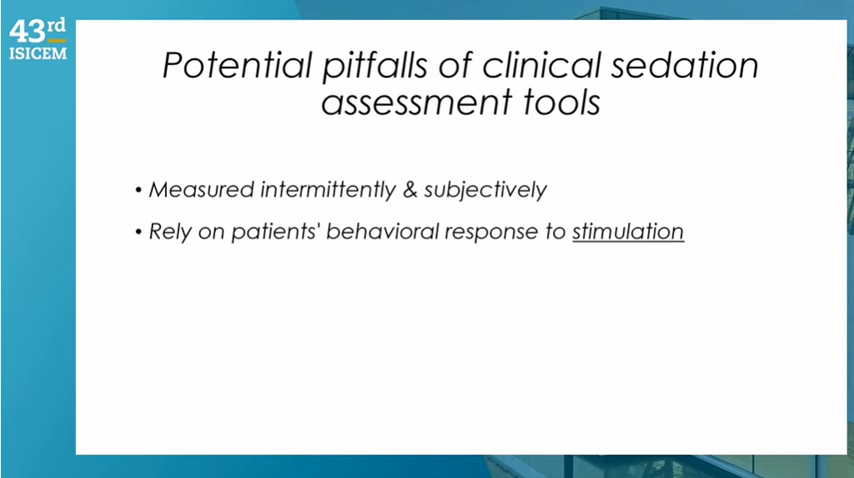 43rd
ISICEM
Potential pitfalls of clinical sedation
assessment tools
• Measured intermittently & subjectively
• Rely on patients' behavioral response to stimulation